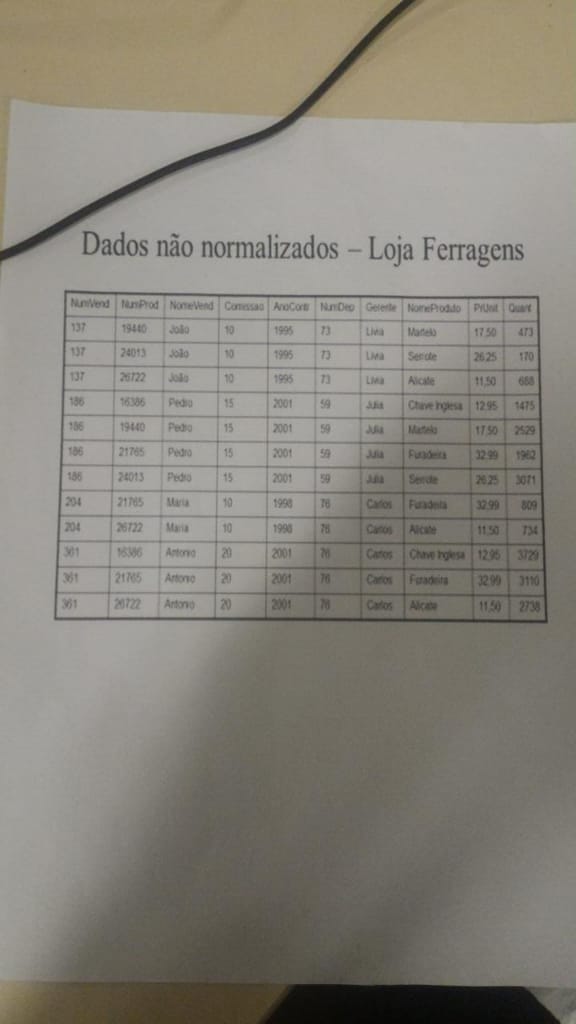 Dados não normalizados – Loja Ferragens
NumVend NumProd NomeVend Comissao AnoContr NumDep Gerente NomeProduto PrUnit Quant
137 19440 João 10 1995 73 Livia Martelo 17,50 473
137 24013 João 10 1995 73 Livia Serrote 26,25 170
137 26722 João 10 1995 73 Livia Alicate 11,50 688
186 16386 Pedro 15 2001 59 Julia Chave Inglesa 12,95 1475
186 19440 Pedro 15 2001 59 Julia Martelo 17,50 2529
186 21765 Pedro 15 2001 59 Julia Furadeira 32,99 1962
186 24013 Pedro 15 2001 59 Julia Serrote 26,25 3071
204 21765 Maria 10 1998 76 Carlos Furadeira 32,99 809
204 26722 Maria 10 1998 76 Carlos Alicate 11,50 734
361 16386 Antonio 20 2001 76 Carlos Chave Inglesa 12,95 3729
361 21765 Antonio 20 2001 76 Carlos Furadeira 32,99 3110
361 26722 Antonio 20 2001 76 Carlos Alicate 11,50 2738